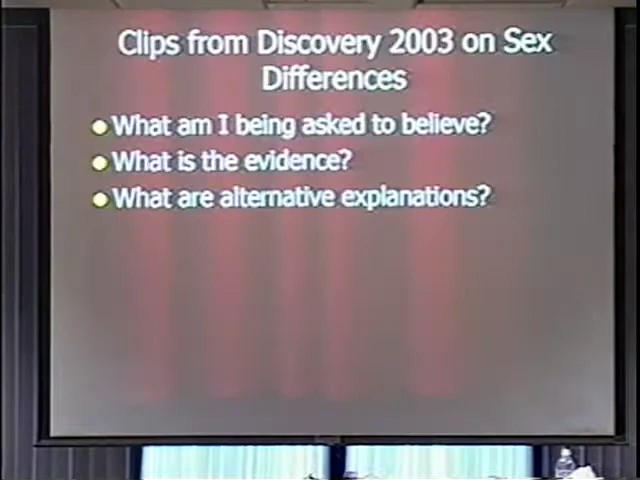 Clips from Discovery 2003 on Sex
Differences
What am I being asked to believe?
What is the evidence?
What are alternative explanations?